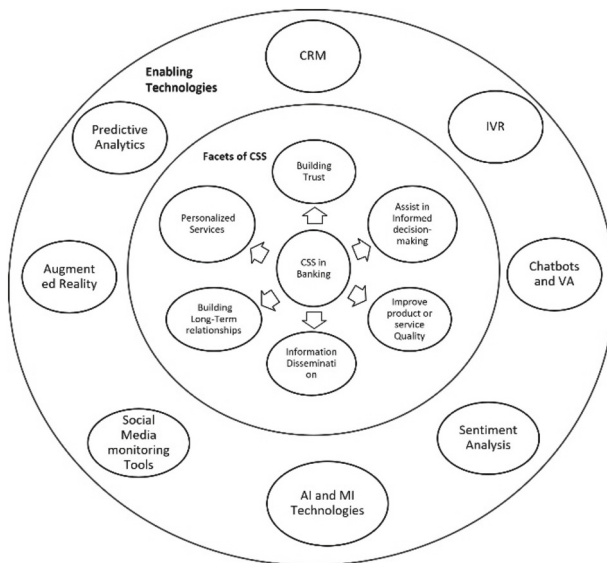 CRM
Enabling
Technologies
IVR
Predictive
Analytics
Facets of CSS
Building
Trust
Personalized
Services
Assist in
Informed
decision-
making
CSS in
Banking
Augment
ed Reality
Chatbots
and VA
Building
Long-Term
relationships
Improve
product or
service
Quality
Information
Disseminati
on
Social
Media
monitoring
Tools
Sentiment
Analysis
AI and MI
Technologies